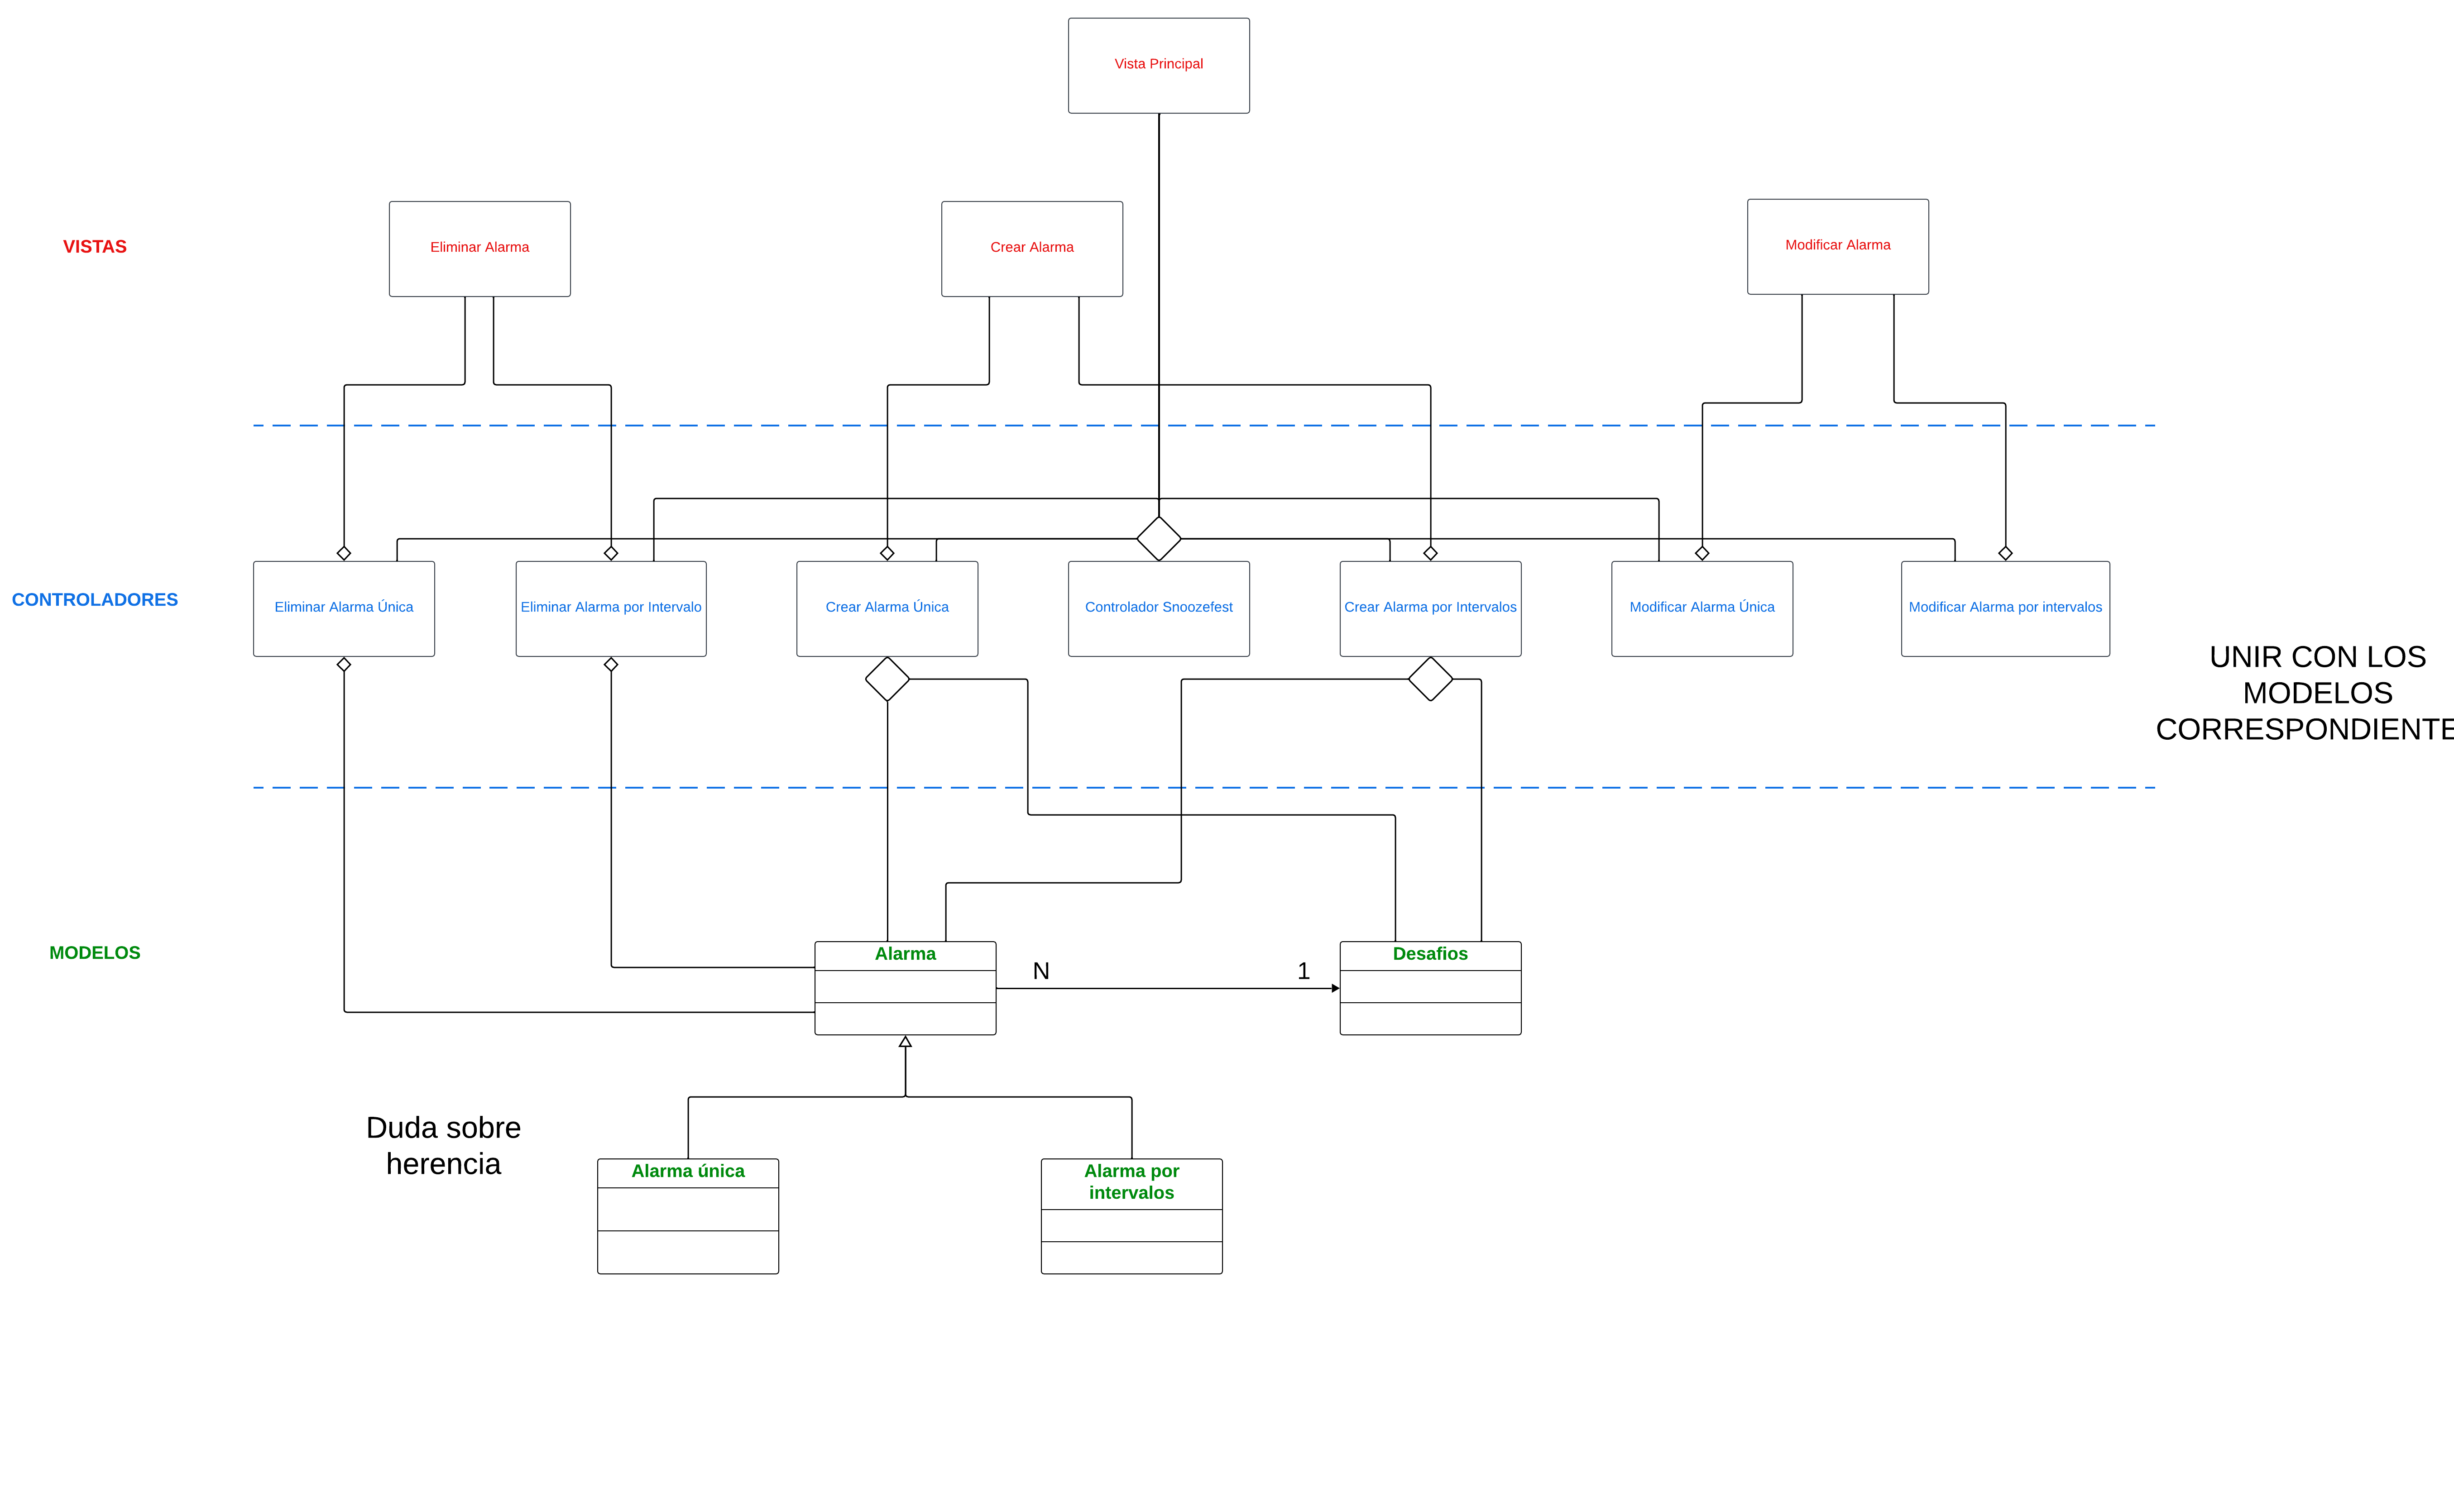 Vista Principal
VISTAS
Eliminar Alarma
Crear Alarma
Modificar Alarma
CONTROLADORES
Eliminar Alarma Única
Eliminar Alarma por Intervalo
Crear Alarma Única
Controlador Snoozefest
Crear Alarma por Intervalos
Modificar Alarma Única
Modificar Alarma por intervalos
UNIR CON LOS
MODELOS
CORRESPONDIENTE
MODELOS
Alarma
N
1
Desafios
Duda sobre
herencia
Alarma única
Alarma por
intervalos